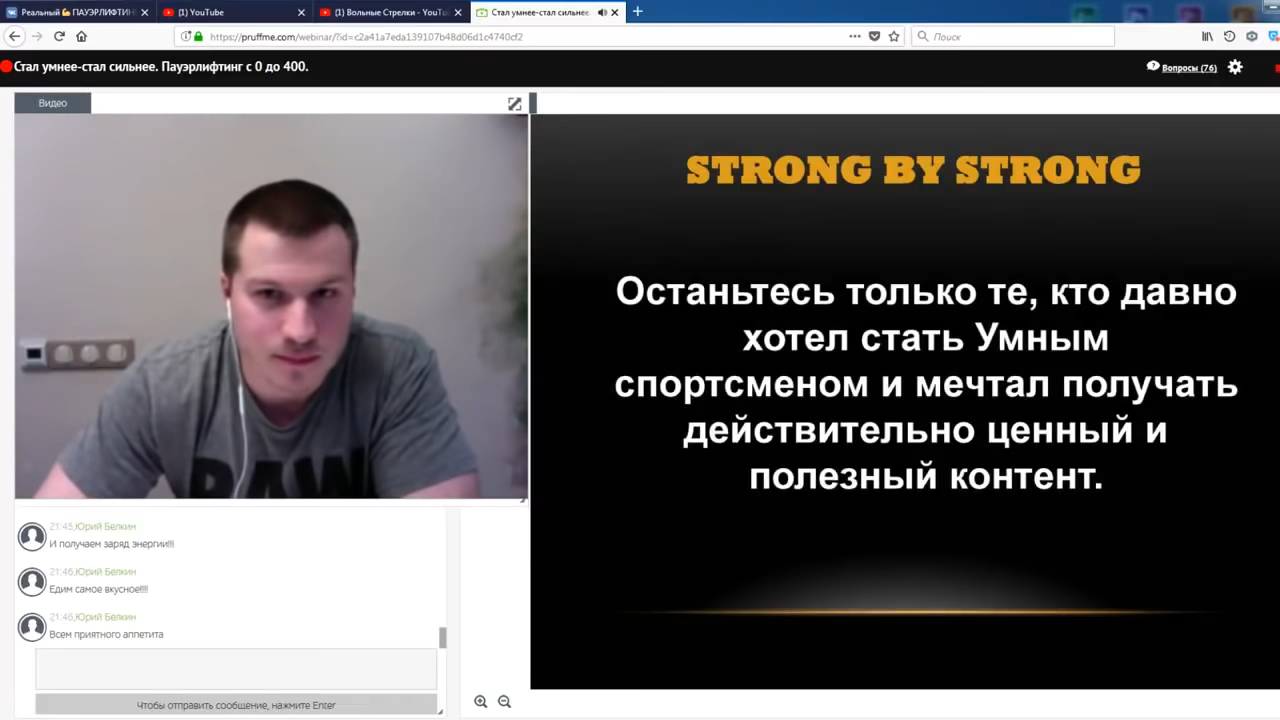 Реальный 💪 ПАУЭРЛИФТИН
(1) YouTube
(1) Вольные Стрелки - YouTu
Стал умнее-стал сильнее.
https://pruffme.com/webinar/?id=c2a41a7eda139107b48d06d1c4740cf2
Поиск
Стал умнее-стал сильнее. Пауэрлифтинг с 0 до 400.
Вопросы (76)
Видео
RAW
STRONG BY STRONG
Останьтесь только те, кто давно
хотел стать Умным
спортсменом и мечтал получать
действительно ценный и
полезный контент.
21:45,Юрий Белкин
И получаем заряд энергии!!!
21:46,Юрий Белкин
Едим самое вкусное!!!!
21:46,Юрий Белкин
Всем приятного аппетита
Чтобы отправить сообщение, нажмите Enter